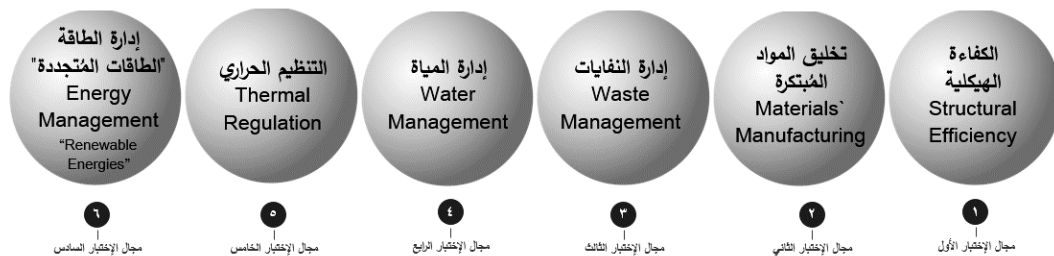 الكفاءة
الهيكلية
Structural
Efficiency
١
مجال الإختبار الأول
تخليق المواد
المُبتكرة
Materials`
Manufacturing
٢
مجال الإختبار الثاني
إدارة النفايات
Waste
Management
٣
مجال الإختبار الثالث
إدارة المياة
Water
Management
٤
مجال الإختبار الرابع
التنظيم الحراري
Thermal
Regulation
٥
مجال الإختبار الخامس
إدارة الطاقة
"الطاقات المُتجددة"
Energy
Management
“Renewable
Energies”
٦
مجال الإختبار السادس